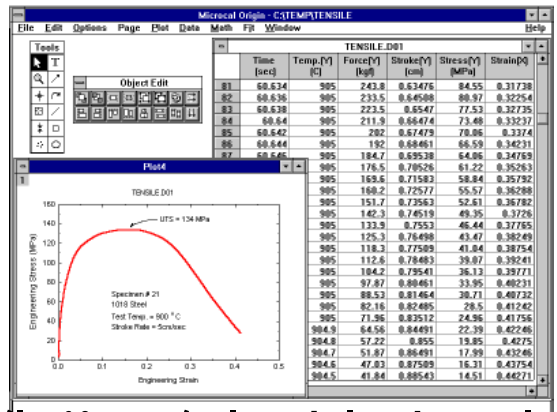 Microcal Origin - C:\TEMP\TENSILE
File Edit Options Page Plot Data Math Fit Window Help
Tools
T
Object Edit
TENSILE.D01
Time Temp.(Y) Force(Y) Stroke(Y) Stress(Y) Strain(X)
(sec) (C) (kgf) (cm) (MPa)
81 60.634 905 243.8 0.63476 84.55 0.31738
82 60.636 905 233.5 0.64508 80.97 0.32254
83 60.638 905 223.5 0.6547 77.53 0.32735
84 60.64 905 211.9 0.66474 73.48 0.33237
85 60.642 905 202 0.67479 70.06 0.3374
86 60.644 905 192 0.68461 66.59 0.34231
87 60.646 905 184.7 0.69538 64.06 0.34769
905 176.5 0.70526 61.22 0.35263
905 169.6 0.71583 58.84 0.35792
905 160.2 0.72577 55.57 0.36288
905 151.7 0.73563 52.61 0.36782
905 142.3 0.74519 49.35 0.3726
905 133.9 0.7553 46.44 0.37765
905 125.3 0.76498 43.47 0.38249
905 118.3 0.77509 41.04 0.38754
905 112.6 0.78483 39.07 0.39241
905 104.2 0.79541 36.13 0.39771
905 97.87 0.80461 33.95 0.40231
905 88.53 0.81464 30.71 0.40732
905 82.16 0.82485 28.5 0.41242
905 71.96 0.83512 24.96 0.41756
904.9 64.56 0.84491 22.39 0.42246
904.8 57.22 0.855 19.85 0.4275
904.7 51.87 0.86491 17.99 0.43246
904.6 47.03 0.87509 16.31 0.43754
904.5 41.84 0.88543 14.51 0.44271
Plot4
1
TENSILE.D01
UTS = 134 MPa
Specimen # 21
1018 Steel
Test Temp. = 900 °C
Stroke Rate = 5cm/sec
Engineering Stress (MPa)
160
140
120
100
80
60
40
20
0
0.0 0.1 0.2 0.3 0.4 0.5
Engineering Strain